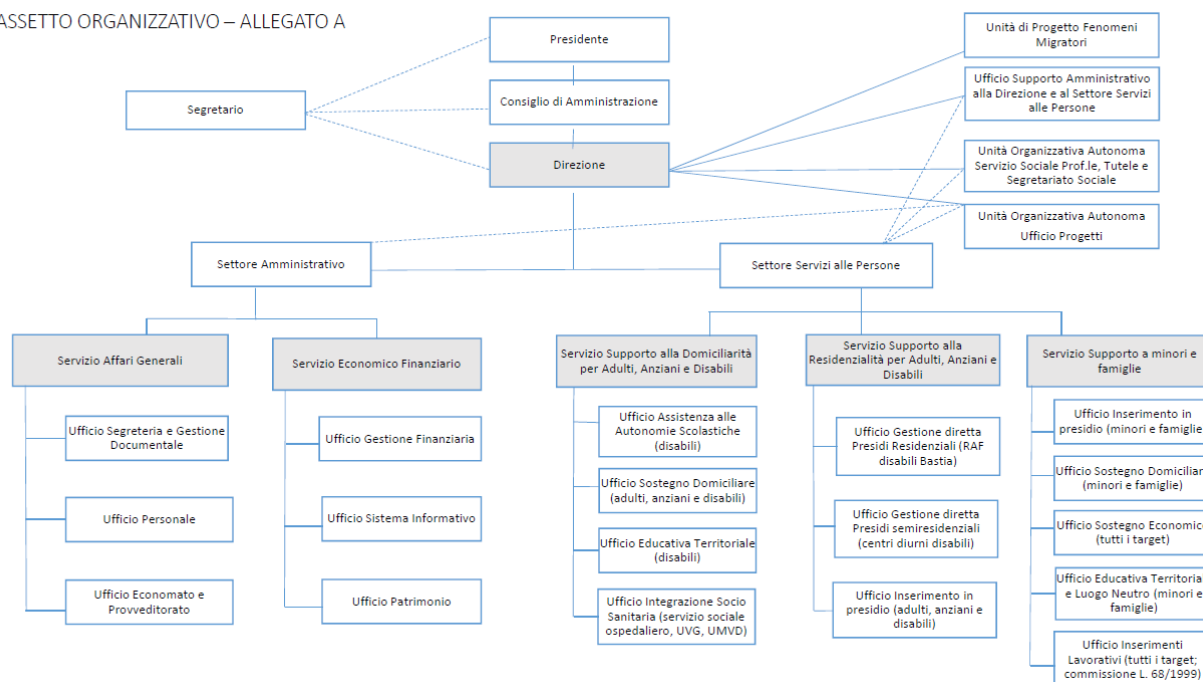 ASSETTO ORGANIZZATIVO – ALLEGATO A
Presidente
Segretario
Consiglio di Amministrazione
Direzione
Unità di Progetto Fenomeni
Migratori
Ufficio Supporto Amministrativo
alla Direzione e al Settore Servizi
alle Persone
Unità Organizzativa Autonoma
Servizio Sociale Prof.le, Tutele e
Segretariato Sociale
Unità Organizzativa Autonoma
Ufficio Progetti
Settore Amministrativo
Settore Servizi alle Persone
Servizio Affari Generali
Ufficio Segreteria e Gestione
Documentale
Ufficio Personale
Ufficio Economato e
Provveditorato
Servizio Economico Finanziario
Ufficio Gestione Finanziaria
Ufficio Sistema Informativo
Ufficio Patrimonio
Servizio Supporto alla Domiciliarità
per Adulti, Anziani e Disabili
Ufficio Assistenza alle
Autonomie Scolastiche
(disabili)
Ufficio Sostegno Domiciliare
(adulti, anziani e disabili)
Ufficio Educativa Territoriale
(disabili)
Ufficio Integrazione Socio
Sanitaria (servizio sociale
ospedaliero, UVG, UMVD)
Servizio Supporto alla
Residenzialità per Adulti, Anziani e
Disabili
Ufficio Gestione diretta
Presidi Residenziali (RAF
disabili Bastia)
Ufficio Gestione diretta
Presidi semiresidenziali
(centri diurni disabili)
Ufficio Inserimento in
presidio (adulti, anziani e
disabili)
Servizio Supporto a minori e
famiglie
Ufficio Inserimento in
presidio (minori e famiglie
Ufficio Sostegno Domiciliar
(minori e famiglie)
Ufficio Sostegno Economic
(tutti i target)
Ufficio Educativa Territoria
e Luogo Neutro (minori e
famiglie)
Ufficio Inserimenti
Lavorativi (tutti i target;
commissione L. 68/1999)